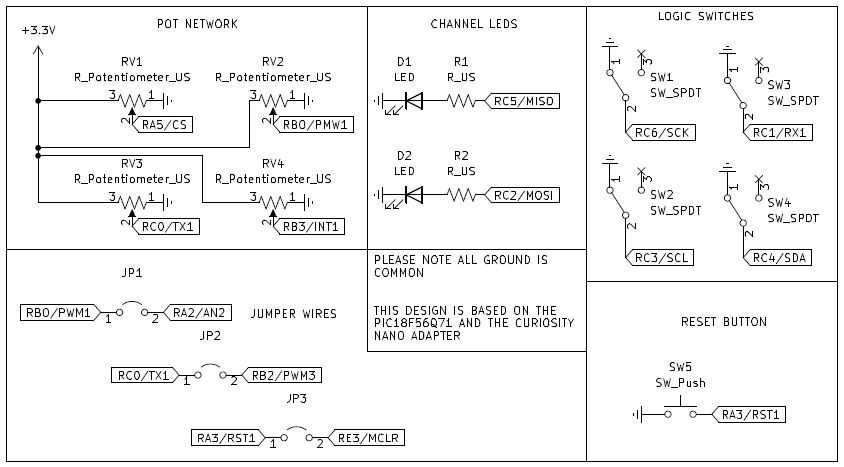 POT NETWORK
+3.3V
RV1
R_Potentiometer_US
3
1
2
RA5/CS
RV2
R_Potentiometer_US
3
1
2
RB0/PMW1
RV3
R_Potentiometer_US
3
1
2
RC0/TX1
RV4
R_Potentiometer_US
3
1
2
RB3/INT1
CHANNEL LEDS
D1
LED
R1
R_US
RC5/MISO
D2
LED
R2
R_US
RC2/MOSI
LOGIC SWITCHES
1
3
2
SW1
SW_SPDT
RC6/SCK
1
3
2
SW3
SW_SPDT
RC1/RX1
1
3
2
SW2
SW_SPDT
RC3/SCL
1
3
2
SW4
SW_SPDT
RC4/SDA
PLEASE NOTE ALL GROUND IS
COMMON
THIS DESIGN IS BASED ON THE
PIC18F56Q71 AND THE CURIOSITY
NANO ADAPTER
JP1
RB0/PWM1
1
2
RA2/AN2
JUMPER WIRES
JP2
RC0/TX1
1
2
RB2/PWM3
JP3
RA3/RST1
1
2
RE3/MCLR
RESET BUTTON
SW5
SW_Push
RA3/RST1